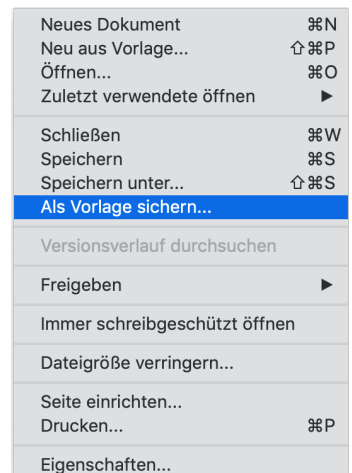 Neues Dokument ⌘N
Neu aus Vorlage... ⇧⌘P
Öffnen... ⌘O
Zuletzt verwendete öffnen ▶
Schließen ⌘W
Speichern ⌘S
Speichern unter... ⇧⌘S
Als Vorlage sichern...
Versionsverlauf durchsuchen
Freigeben ▶
Immer schreibgeschützt öffnen
Dateigröße verringern...
Seite einrichten...
Drucken... ⌘P
Eigenschaften...